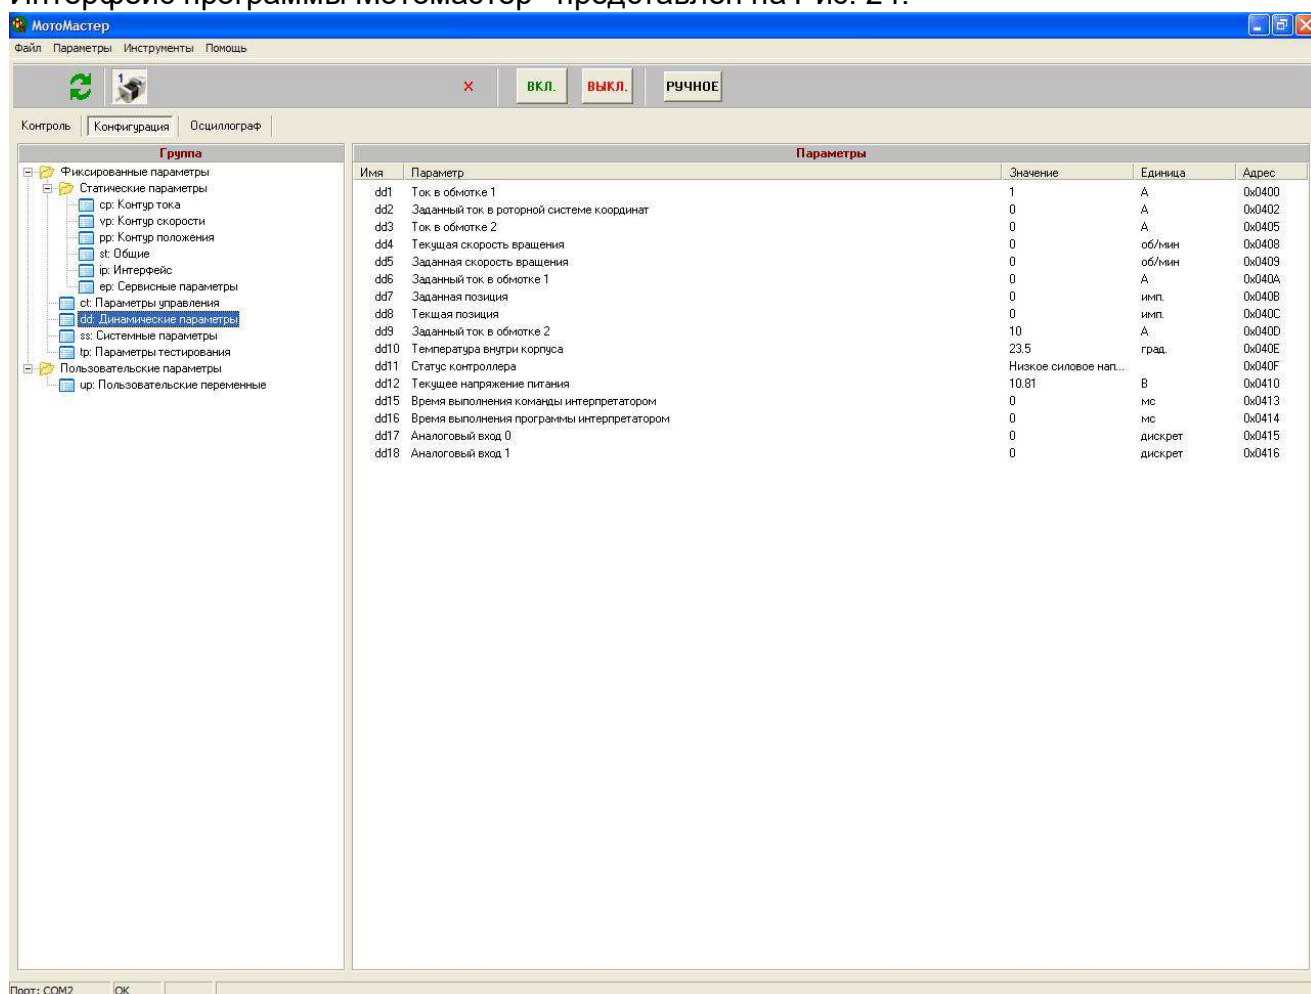 Интерфейс программы МотоМастер представлен на Рис. 24.
МотоМастер
Файл Параметры Инструменты Помощь
1 x ВКЛ. ВЫКЛ. РУЧНОЕ
Контроль Конфигурация Осциллограф
Группа
Фиксированные параметры
Статические параметры
cp: Контур тока
vp: Контур скорости
pp: Контур положения
st: Общие
ip: Интерфейс
ep: Сервисные параметры
ct: Параметры управления
dd: Динамические параметры
ss: Системные параметры
tp: Параметры тестирования
Пользовательские параметры
up: Пользовательские переменные
Параметры
Имя Параметр Значение Единица Адрес
dd1 Ток в обмотке 1 1 А 0x0400
dd2 Заданный ток в роторной системе координат 0 А 0x0402
dd3 Ток в обмотке 2 0 А 0x0405
dd4 Текущая скорость вращения 0 об/мин 0x0408
dd5 Заданная скорость вращения 0 об/мин 0x0409
dd6 Заданный ток в обмотке 1 0 А 0x040A
dd7 Заданная позиция 0 имп. 0x040B
dd8 Текщая позиция 0 имп. 0x040C
dd9 Заданный ток в обмотке 2 10 А 0x040D
dd10 Температура внутри корпуса 23.5 град. 0x040E
dd11 Статус контроллера Низкое силовое нап... 0x040F
dd12 Текущее напряжение питания 10.81 В 0x0410
dd15 Время выполнения команды интерпретатором 0 мс 0x0413
dd16 Время выполнения программы интерпретатором 0 мс 0x0414
dd17 Аналоговый вход 0 0 дискрет 0x0415
dd18 Аналоговый вход 1 0 дискрет 0x0416
Порт: COM2 OK